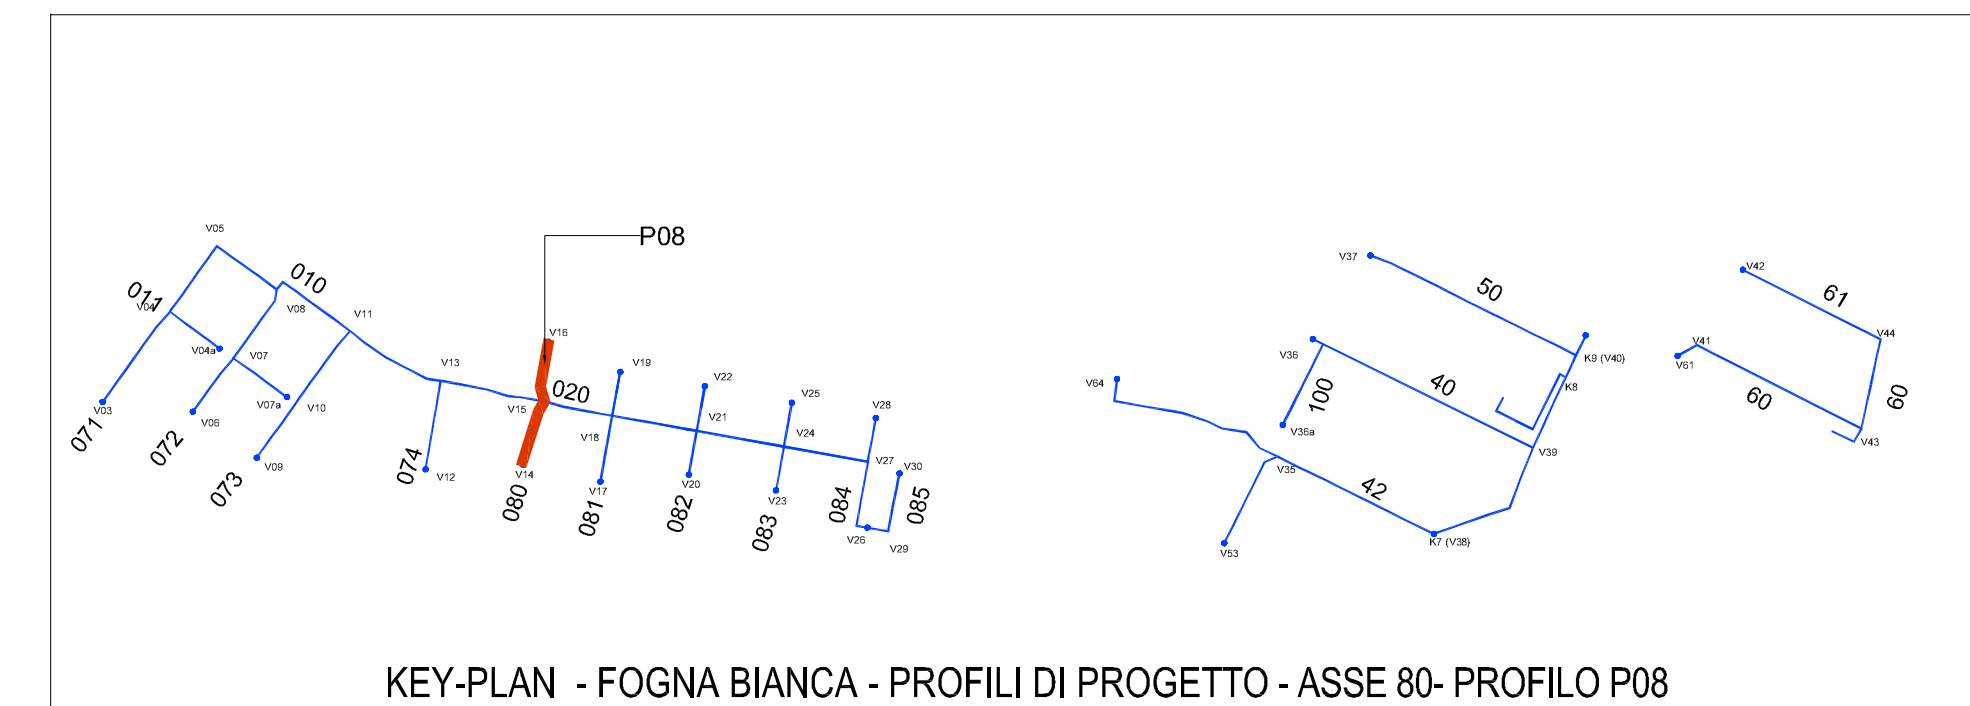 P08
V05
V37
V42
010
50
61
011
V04
V08
V11
V16
V44
V41
V36
K9 (V40)
V04a
V07
V13
V19
V61
V64
V22
40
K8
020
V07a
V03
V06
V10
V15
V25
100
60
60
V18
V21
V28
V36a
071
072
V24
V43
V39
V09
074
V12
V14
V27
V30
V35
073
080
V17
V20
V23
42
081
082
083
084
085
V26
V29
K7 (V38)
V53
KEY-PLAN - FOGNA BIANCA - PROFILI DI PROGETTO - ASSE 80- PROFILO P08